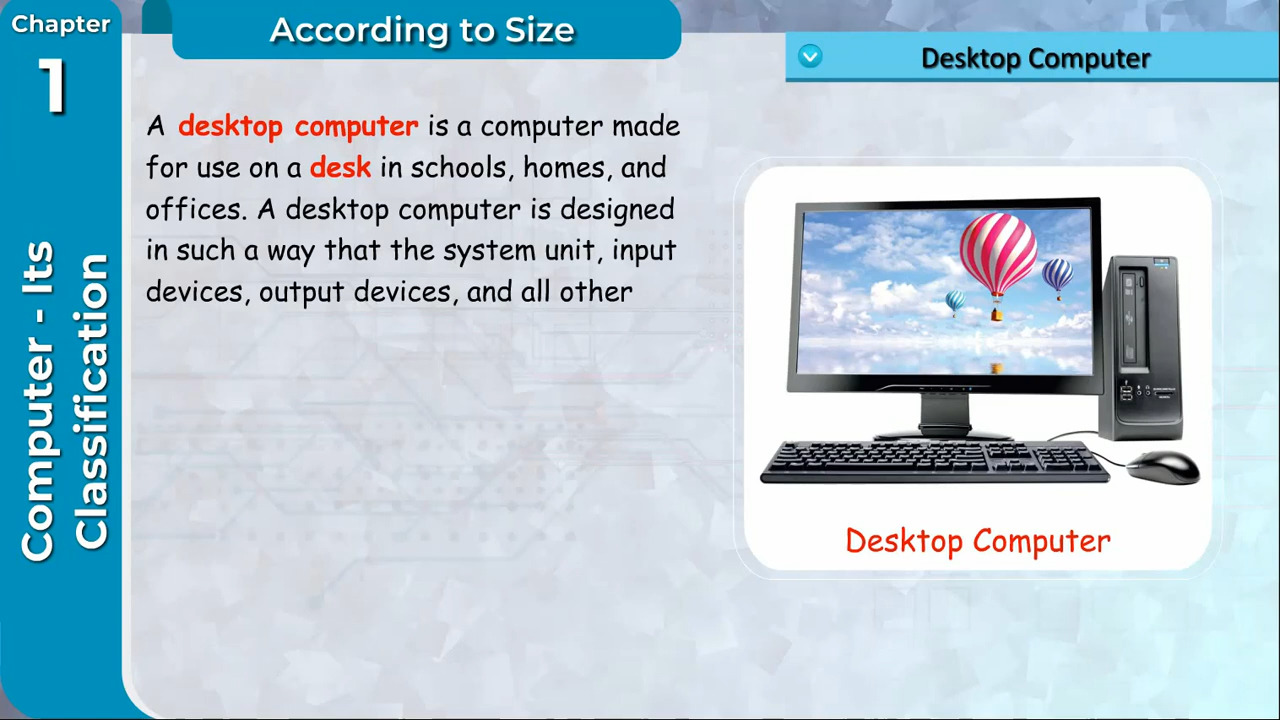 Chapter
1
Computer - Its
Classification
According to Size
Desktop Computer
A desktop computer is a computer made
for use on a desk in schools, homes, and
offices. A desktop computer is designed
in such a way that the system unit, input
devices, output devices, and all other
Desktop Computer